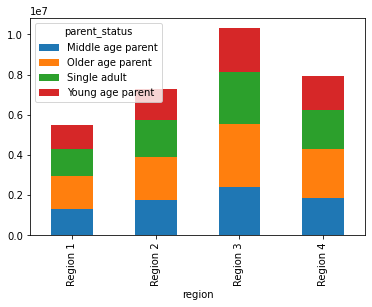 1e7
parent_status
Middle age parent
Older age parent
Single adult
Young age parent
1.0
0.8
0.6
0.4
0.2
0.0
Region 1
Region 2
Region 3
Region 4
region